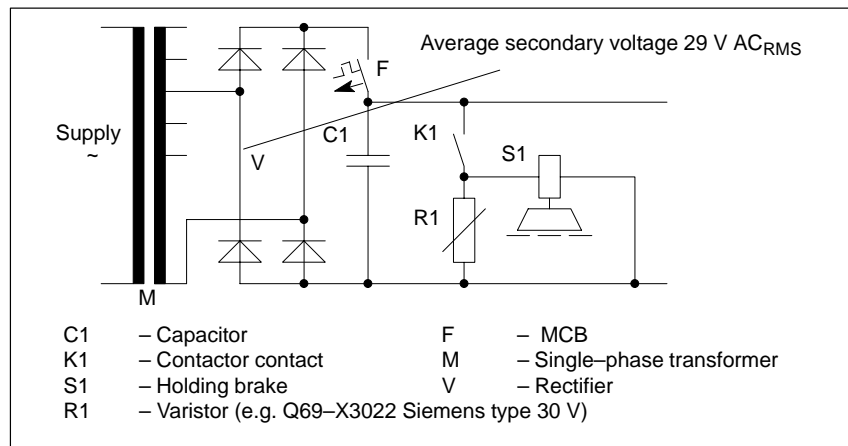 Average secondary voltage 29 V ACRMS
F
Supply
~
C1
K1
S1
V
R1
M
C1 – Capacitor F – MCB
K1 – Contactor contact M – Single–phase transformer
S1 – Holding brake V – Rectifier
R1 – Varistor (e.g. Q69–X3022 Siemens type 30 V)